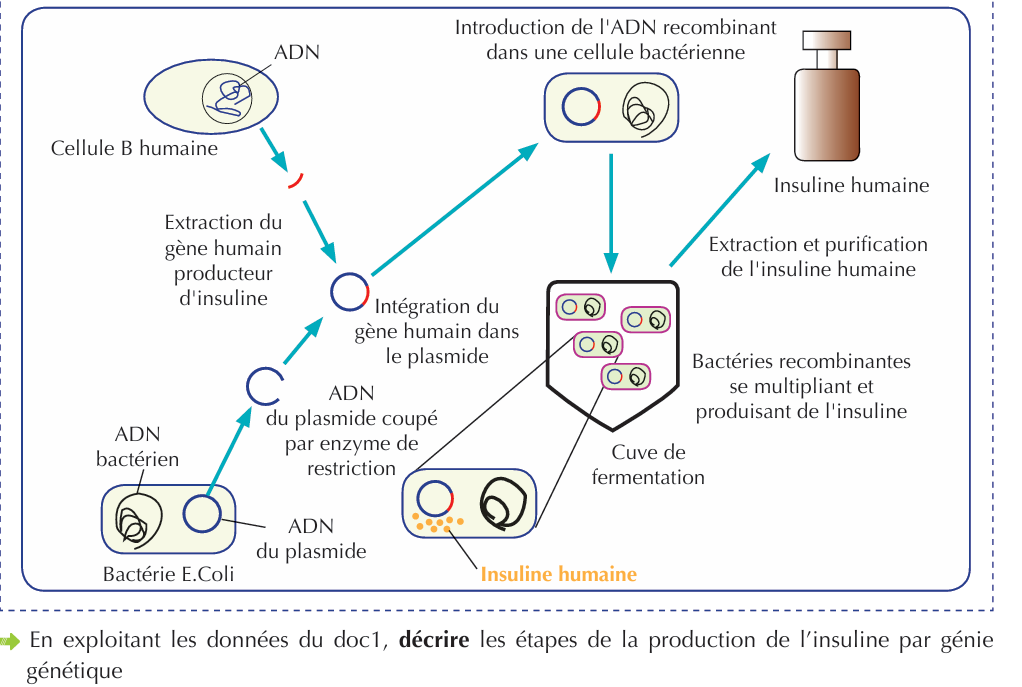 ADN
Cellule B humaine
Introduction de l'ADN recombinant
dans une cellule bactérienne
Insuline humaine
Extraction du
gène humain
producteur
d'insuline
Intégration du
gène humain dans
le plasmide
Extraction et purification
de l'insuline humaine
Bactéries recombinantes
se multipliant et
produisant de l'insuline
Cuve de
fermentation
ADN
du plasmide coupé
par enzyme de
restriction
ADN
bactérien
ADN
du plasmide
Bactérie E.Coli
Insuline humaine
En exploitant les données du doc1, décrire les étapes de la production de l’insuline par génie
génétique